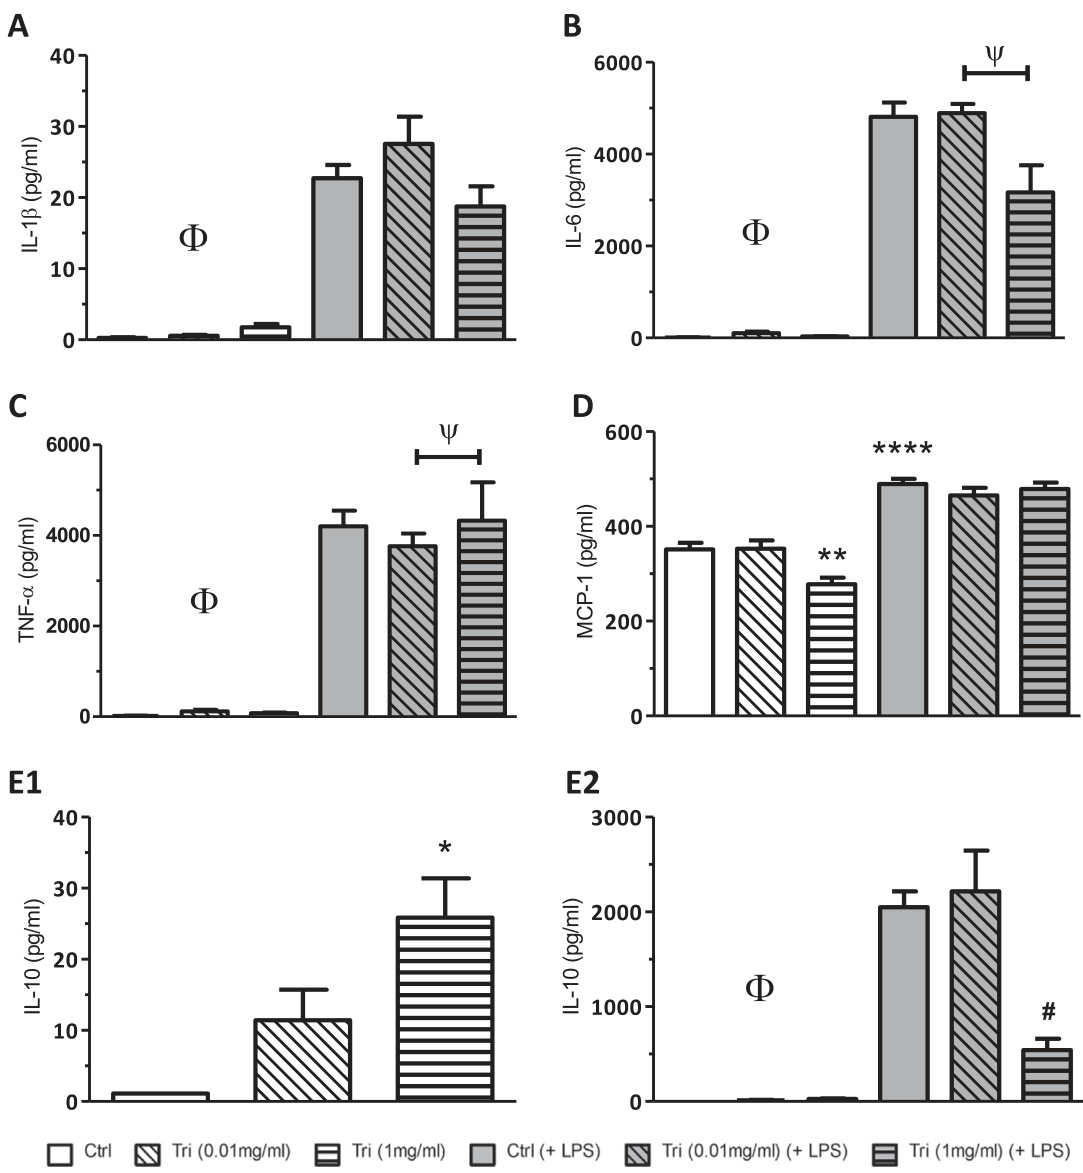 A
IL-1β (pg/ml)
40
30
20
10
0
Φ
B
IL-6 (pg/ml)
6000
4000
2000
0
Φ
ψ
C
TNF-α (pg/ml)
6000
4000
2000
0
Φ
ψ
D
MCP-1 (pg/ml)
600
400
200
0
**
****
E1
IL-10 (pg/ml)
40
30
20
10
0
*
E2
IL-10 (pg/ml)
3000
2000
1000
0
Φ
#
Ctrl Tri (0.01mg/ml) Tri (1mg/ml) Ctrl (+ LPS) Tri (0.01mg/ml) (+ LPS) Tri (1mg/ml) (+ LPS)